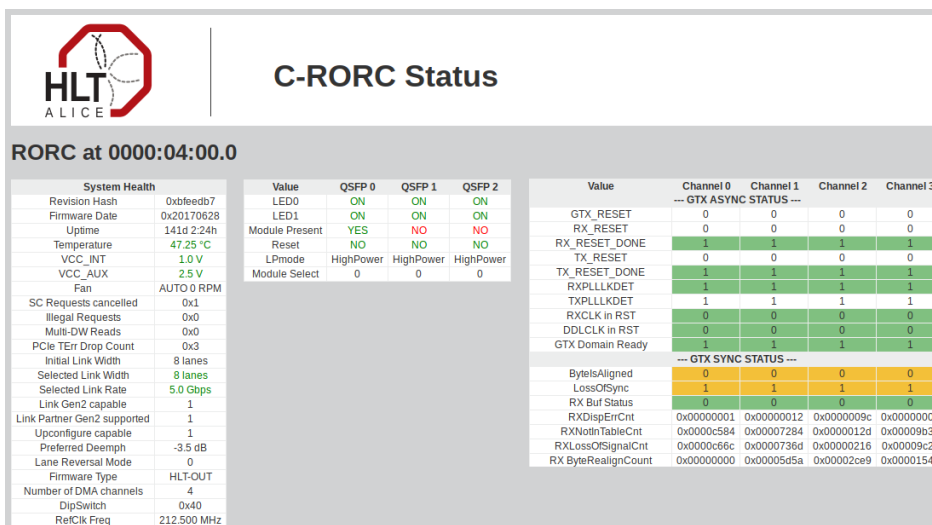 HLT
ALICE
C-RORC Status
RORC at 0000:04:00.0
System Health
Revision Hash 0xbfeedb7
Firmware Date 0x20170628
Uptime 141d 2:24h
Temperature 47.25 °C
VCC_INT 1.0 V
VCC_AUX 2.5 V
Fan AUTO 0 RPM
SC Requests cancelled 0x1
Illegal Requests 0x0
Multi-DW Reads 0x0
PCIe TErr Drop Count 0x3
Initial Link Width 8 lanes
Selected Link Width 8 lanes
Selected Link Rate 5.0 Gbps
Link Gen2 capable 1
Link Partner Gen2 supported 1
Upconfigure capable 1
Preferred Deemph -3.5 dB
Lane Reversal Mode 0
Firmware Type HLT-OUT
Number of DMA channels 4
DipSwitch 0x40
RefClk Freq 212.500 MHz
Value QSFP 0 QSFP 1 QSFP 2
LED0 ON ON ON
LED1 ON ON ON
Module Present YES NO NO
Reset NO NO NO
LPmode HighPower HighPower HighPower
Module Select 0 0 0
Value Channel 0 Channel 1 Channel 2 Channel 3
--- GTX ASYNC STATUS ---
GTX_RESET 0 0 0 0
RX_RESET 0 0 0 0
RX_RESET_DONE 1 1 1 1
TX_RESET 0 0 0 0
TX_RESET_DONE 1 1 1 1
RXPLLLKDET 1 1 1 1
TXPLLLKDET 1 1 1 1
RXCLK in RST 0 0 0 0
DDLCLK in RST 0 0 0 0
GTX Domain Ready 1 1 1 1
--- GTX SYNC STATUS ---
ByteIsAligned 0 0 0 0
LossOfSync 1 1 1 1
RX Buf Status 0 0 0 0
RXDispErrCnt 0x00000001 0x00000012 0x0000009c 0x0000000
RXNotInTableCnt 0x0000c584 0x00007284 0x0000012d 0x00009b3
RXLossOfSignalCnt 0x0000c66c 0x0000736d 0x00000216 0x00009c2
RX ByteRealignCount 0x00000000 0x00005d5a 0x00002ce9 0x0000154